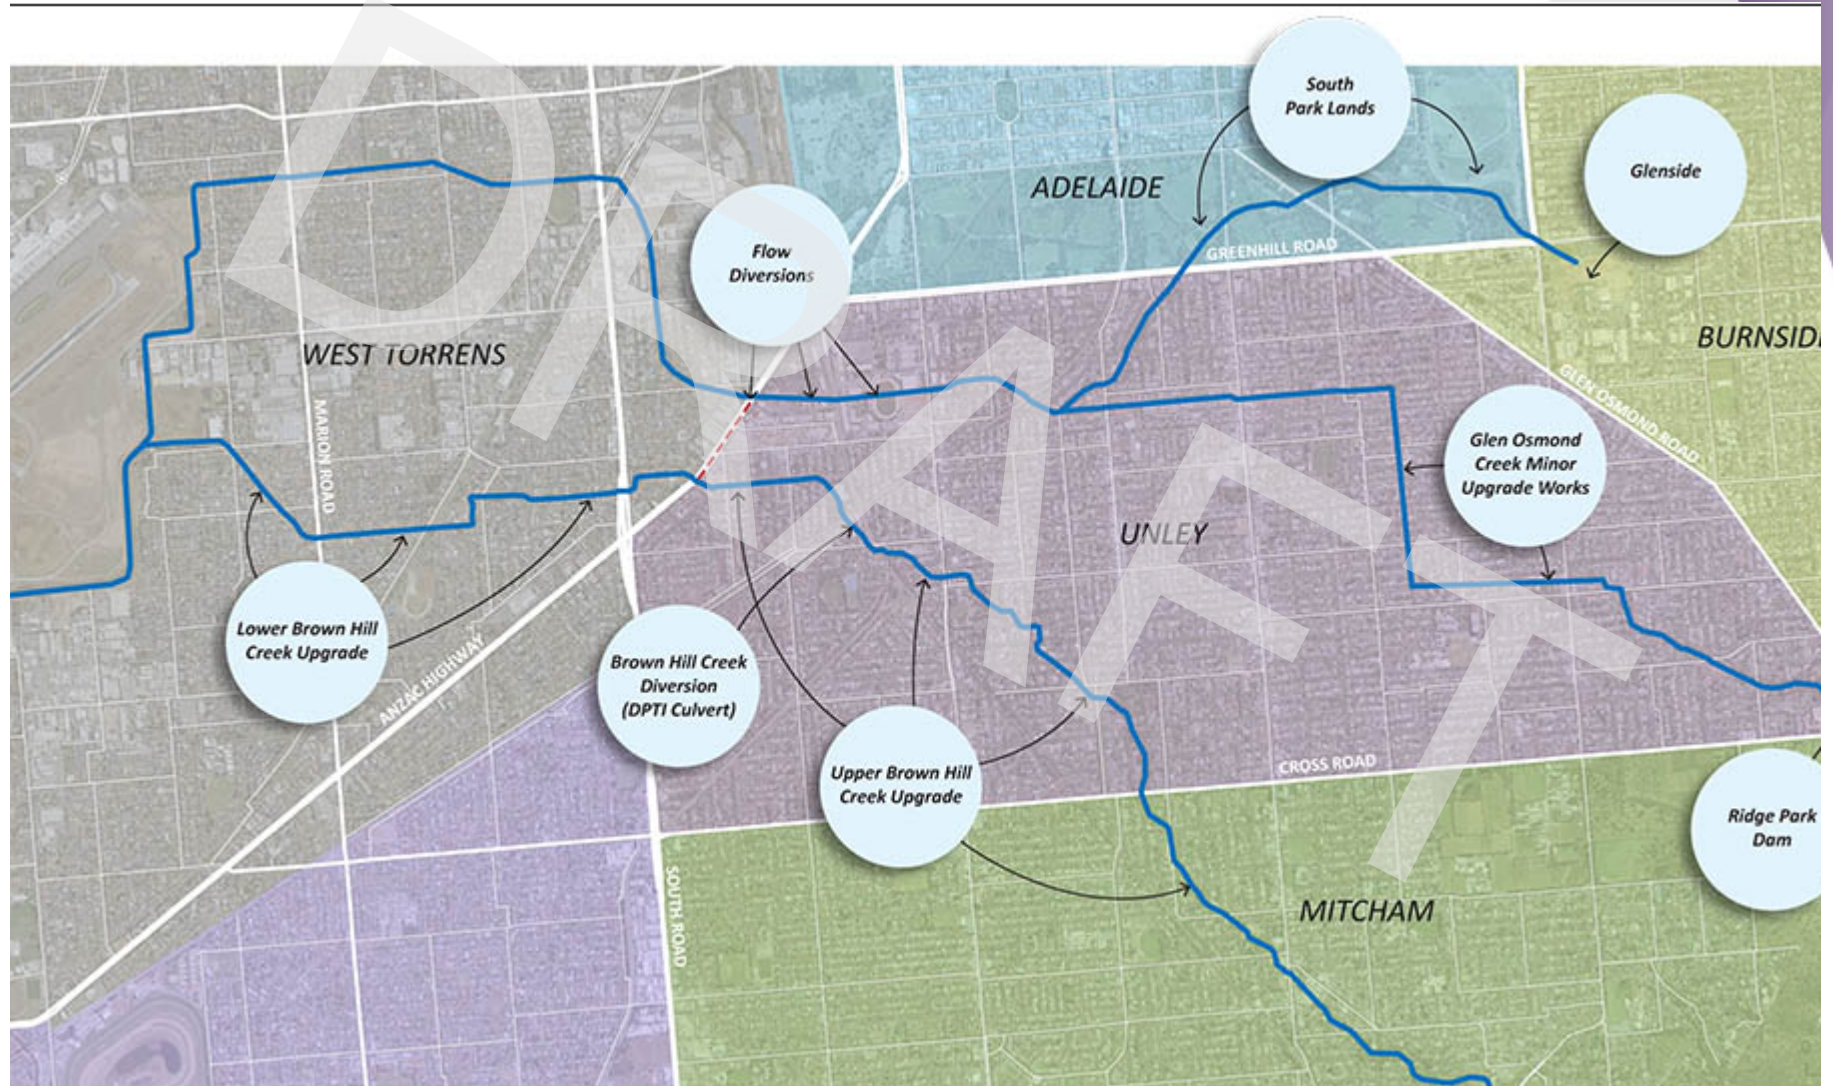 South
Park Lands
Glenside
ADELAIDE
GREENHILL ROAD
Flow
Diversions
WEST TORRENS
BURNSIDE
GLEN OSMOND ROAD
MARION ROAD
Glen Osmond
Creek Minor
Upgrade Works
UNLEY
Lower Brown Hill
Creek Upgrade
ANZAC HIGHWAY
Brown Hill Creek
Diversion
(DPTI Culvert)
Upper Brown Hill
Creek Upgrade
CROSS ROAD
Ridge Park
Dam
SOUTH ROAD
MITCHAM
DRAFT